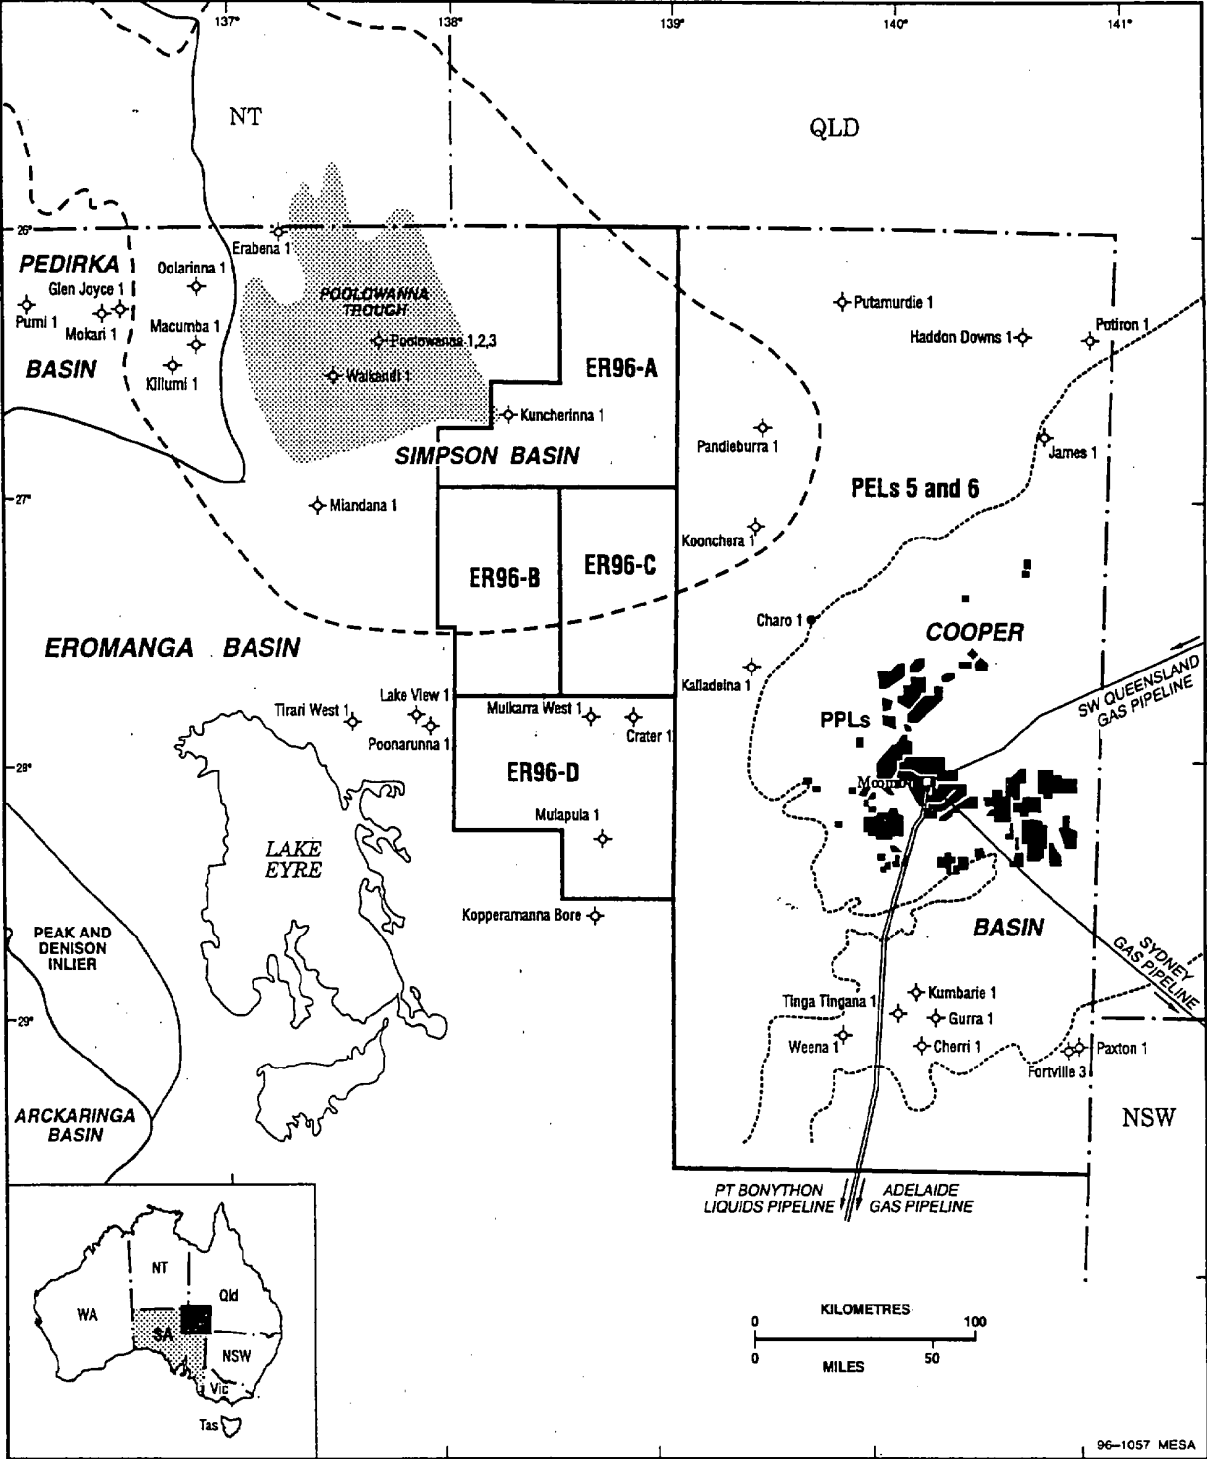 137°
138°
139°
140°
141°
NT
QLD
26°
Erabena 1
PEDIRKA
Oolarinna 1
Glen Joyce 1
POOLOWANNA
TROUGH
Purni 1
Mokari 1
Macumba 1
Putamurdie 1
Haddon Downs 1
Potiron 1
Poolowanna 1,2,3
BASIN
Killumi 1
Walkandi 1
ER96-A
Kuncherinna 1
Pandieburra 1
James 1
SIMPSON BASIN
PELs 5 and 6
27°
Miandana 1
Koonchera 1
ER96-B
ER96-C
Charo 1
COOPER
EROMANGA BASIN
Kalladeina 1
SW QUEENSLAND
GAS PIPELINE
Lake View 1
Tirari West 1
Mulkarra West 1
PPLs
Poonarunna 1
Crater 1
28°
ER96-D
Moomba
Mulapula 1
LAKE
EYRE
Kopperamanna Bore
BASIN
PEAK AND
DENISON
INLIER
SYDNEY
GAS PIPELINE
Tinga Tingana 1
Kumbarie 1
Gurra 1
29°
Weena 1
Cherri 1
Paxton 1
Fortville 3
ARCKARINGA
BASIN
NSW
PT BONYTHON
LIQUIDS PIPELINE
ADELAIDE
GAS PIPELINE
NT
WA
Qld
SA
NSW
Vic
Tas
KILOMETRES
0
100
0
50
MILES
96–1057 MESA